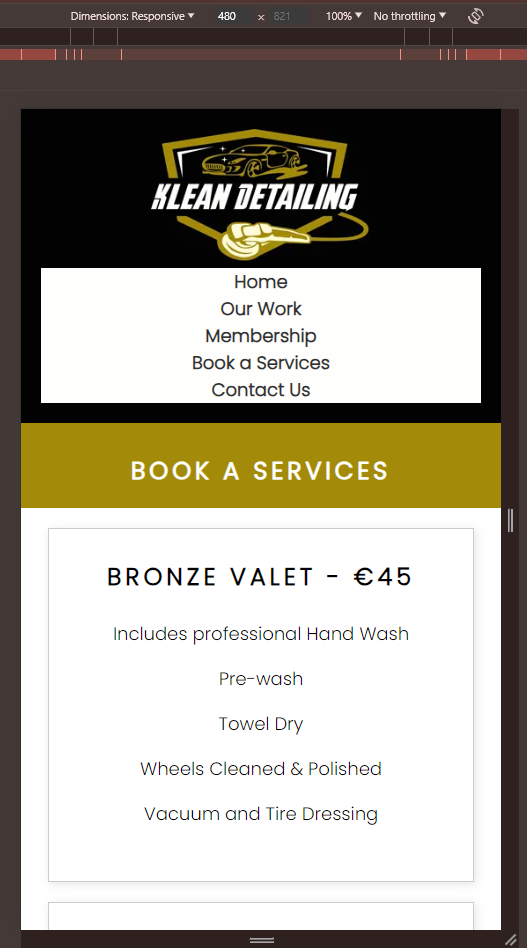 Dimensions: Responsive ▼ 480 x 821 100% ▼ No throttling ▼
KLEAN DETAILING
Home
Our Work
Membership
Book a Services
Contact Us
BOOK A SERVICES
BRONZE VALET - €45
Includes professional Hand Wash
Pre-wash
Towel Dry
Wheels Cleaned & Polished
Vacuum and Tire Dressing